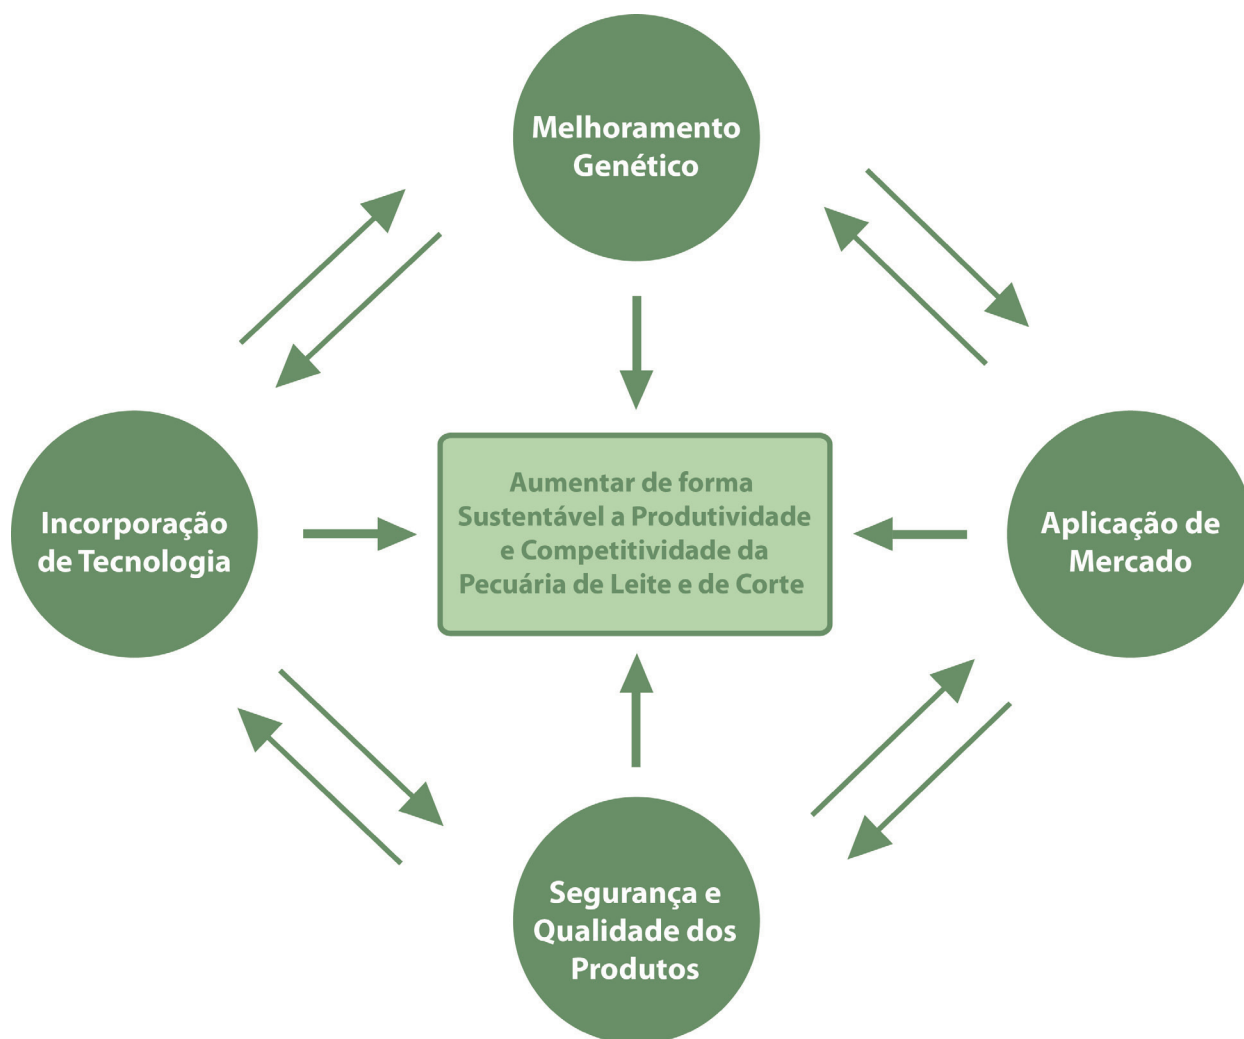 Melhoramento
Genético
Incorporação
de Tecnologia
Aumentar de forma
Sustentável a Produtividade
e Competitividade da
Pecuária de Leite e de Corte
Aplicação de
Mercado
Segurança e
Qualidade dos
Produtos